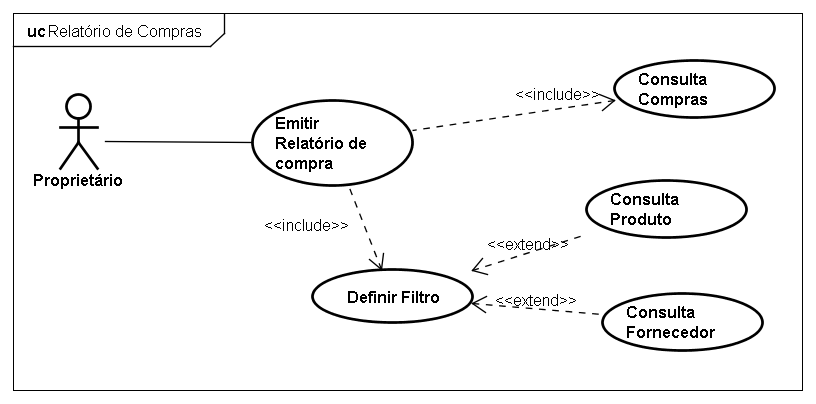 uc Relatório de Compras
Consulta
Compras
<<include>>
Emitir
Relatório de
compra
Proprietário
Consulta
Produto
<<include>>
<<extend>>
Definir Filtro
<<extend>>
Consulta
Fornecedor